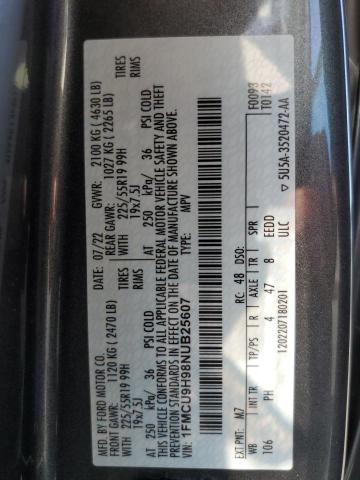 MFD. BY FORD MOTOR CO.
DATE: 07/22 GVWR: 2100 KG ( 4630 LB)
FRONT GAWR: 1120 KG ( 2470 LB) REAR GAWR: 1027 KG ( 2265 LB)
225/55R19 99H TIRES WITH 225/55R19 99H TIRES
19x7.5J RIMS 19x7.5J RIMS
AT 250 kPa/ 36 PSI COLD AT 250 kPa/ 36 PSI COLD
THIS VEHICLE CONFORMS TO ALL APPLICABLE FEDERAL MOTOR VEHICLE SAFETY AND THEFT
PREVENTION STANDARDS IN EFFECT ON THE DATE OF MANUFACTURE SHOWN ABOVE.
VIN: 1FMCU9H98NUB25607 TYPE: MPV
F0093
T0142
EXT PNT: M7 RC: 48 DSO:
WB INT TR TP/PS R AXLE TR SPR
106 PH 4 47 8 EEDD
ULC
1202207180201
5U5A-3520472-AA